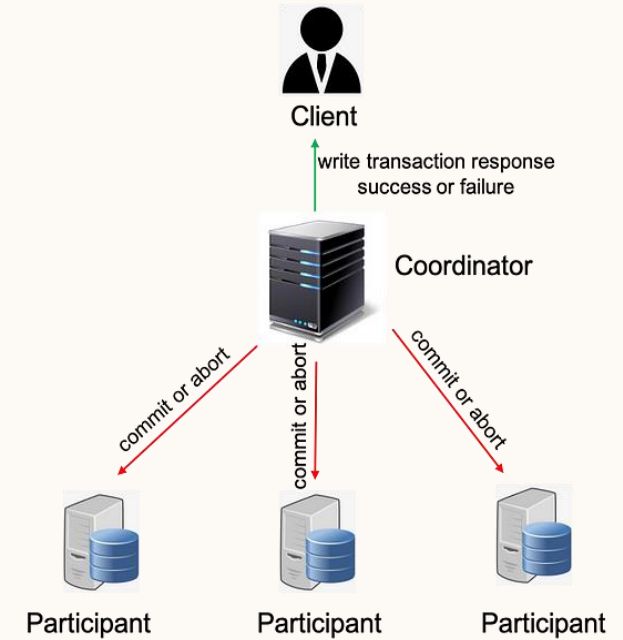 Client
write transaction response
success or failure
Coordinator
commit or abort
commit or abort
commit or abort
Participant
Participant
Participant